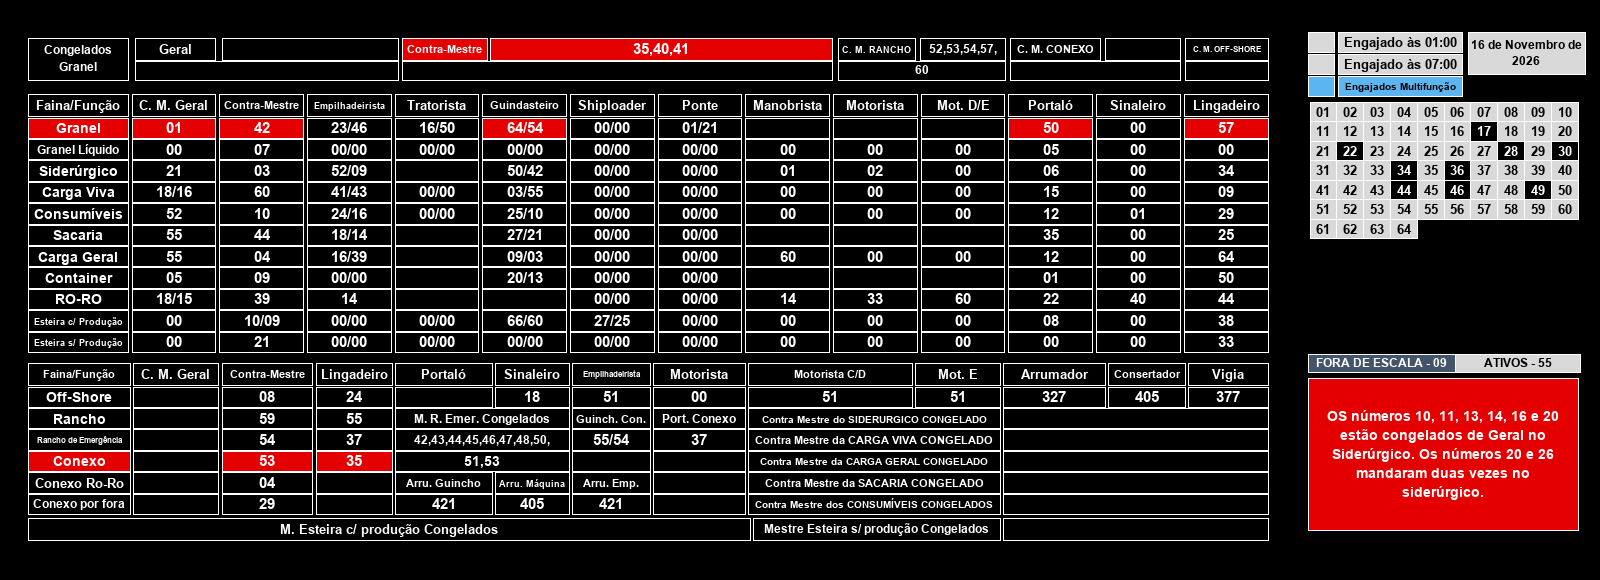 Congelados Granel Geral Contra-Mestre 35,40,41 C. M. RANCHO 52,53,54,57, C. M. CONEXO C. M. OFF-SHORE
60
Faina/Função C. M. Geral Contra-Mestre Empilhadeirista Tratorista Guindasteiro Shiploader Ponte Manobrista Motorista Mot. D/E Portaló Sinaleiro Lingadeiro
Granel 01 42 23/46 16/50 64/54 00/00 01/21 50 00 57
Granel Líquido 00 07 00/00 00/00 00/00 00/00 00/00 00 00 00 05 00 00
Siderúrgico 21 03 52/09 50/42 00/00 00/00 01 02 00 06 00 34
Carga Viva 18/16 60 41/43 00/00 03/55 00/00 00/00 00 00 00 15 00 09
Consumíveis 52 10 24/16 00/00 25/10 00/00 00/00 00 00 00 12 01 29
Sacaria 55 44 18/14 27/21 00/00 00/00 35 00 25
Carga Geral 55 04 16/39 09/03 00/00 00/00 60 00 00 12 00 64
Container 05 09 00/00 20/13 00/00 00/00 01 00 50
RO-RO 18/15 39 14 00/00 00/00 14 33 60 22 40 44
Esteira c/ Produção 00 10/09 00/00 00/00 66/60 27/25 00/00 00 00 00 08 00 38
Esteira s/ Produção 00 21 00/00 00/00 00/00 00/00 00/00 00 00 00 00 00 33
Faina/Função C. M. Geral Contra-Mestre Lingadeiro Portaló Sinaleiro Empilhadeirista Motorista Motorista C/D Mot. E Arrumador Consertador Vigia
Off-Shore 08 24 18 51 00 51 51 327 405 377
Rancho 59 55 M. R. Emer. Congelados Guinch. Con. Port. Conexo Contra Mestre do SIDERURGICO CONGELADO
Rancho de Emergência 54 37 42,43,44,45,46,47,48,50, 55/54 37 Contra Mestre da CARGA VIVA CONGELADO
Conexo 53 35 51,53 Contra Mestre da CARGA GERAL CONGELADO
Conexo Ro-Ro 04 Arru. Guincho Arru. Máquina Arru. Emp. Contra Mestre da SACARIA CONGELADO
Conexo por fora 29 421 405 421 Contra Mestre dos CONSUMÍVEIS CONGELADOS
M. Esteira c/ produção Congelados Mestre Esteira s/ produção Congelados
Engajado às 01:00
Engajado às 07:00
Engajados Multifunção
16 de Novembro de
2026
01 02 03 04 05 06 07 08 09 10
11 12 13 14 15 16 17 18 19 20
21 22 23 24 25 26 27 28 29 30
31 32 33 34 35 36 37 38 39 40
41 42 43 44 45 46 47 48 49 50
51 52 53 54 55 56 57 58 59 60
61 62 63 64
FORA DE ESCALA - 09 ATIVOS - 55
OS números 10, 11, 13, 14, 16 e 20
estão congelados de Geral no
Siderúrgico. Os números 20 e 26
mandaram duas vezes no
siderúrgico.